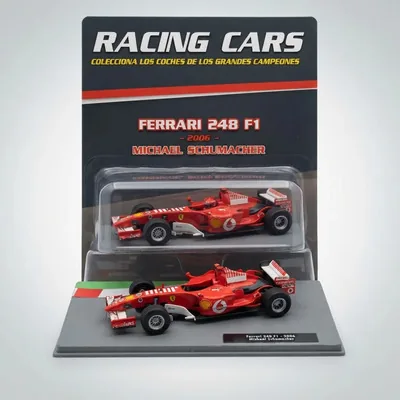 RACING CARS
COLECCIONA LOS COCHES DE LOS GRANDES CAMPEONES
FERRARI 248 F1
2006
MICHAEL SCHUMACHER
Ferrari 248 F1 - 2006
Michael Schumacher